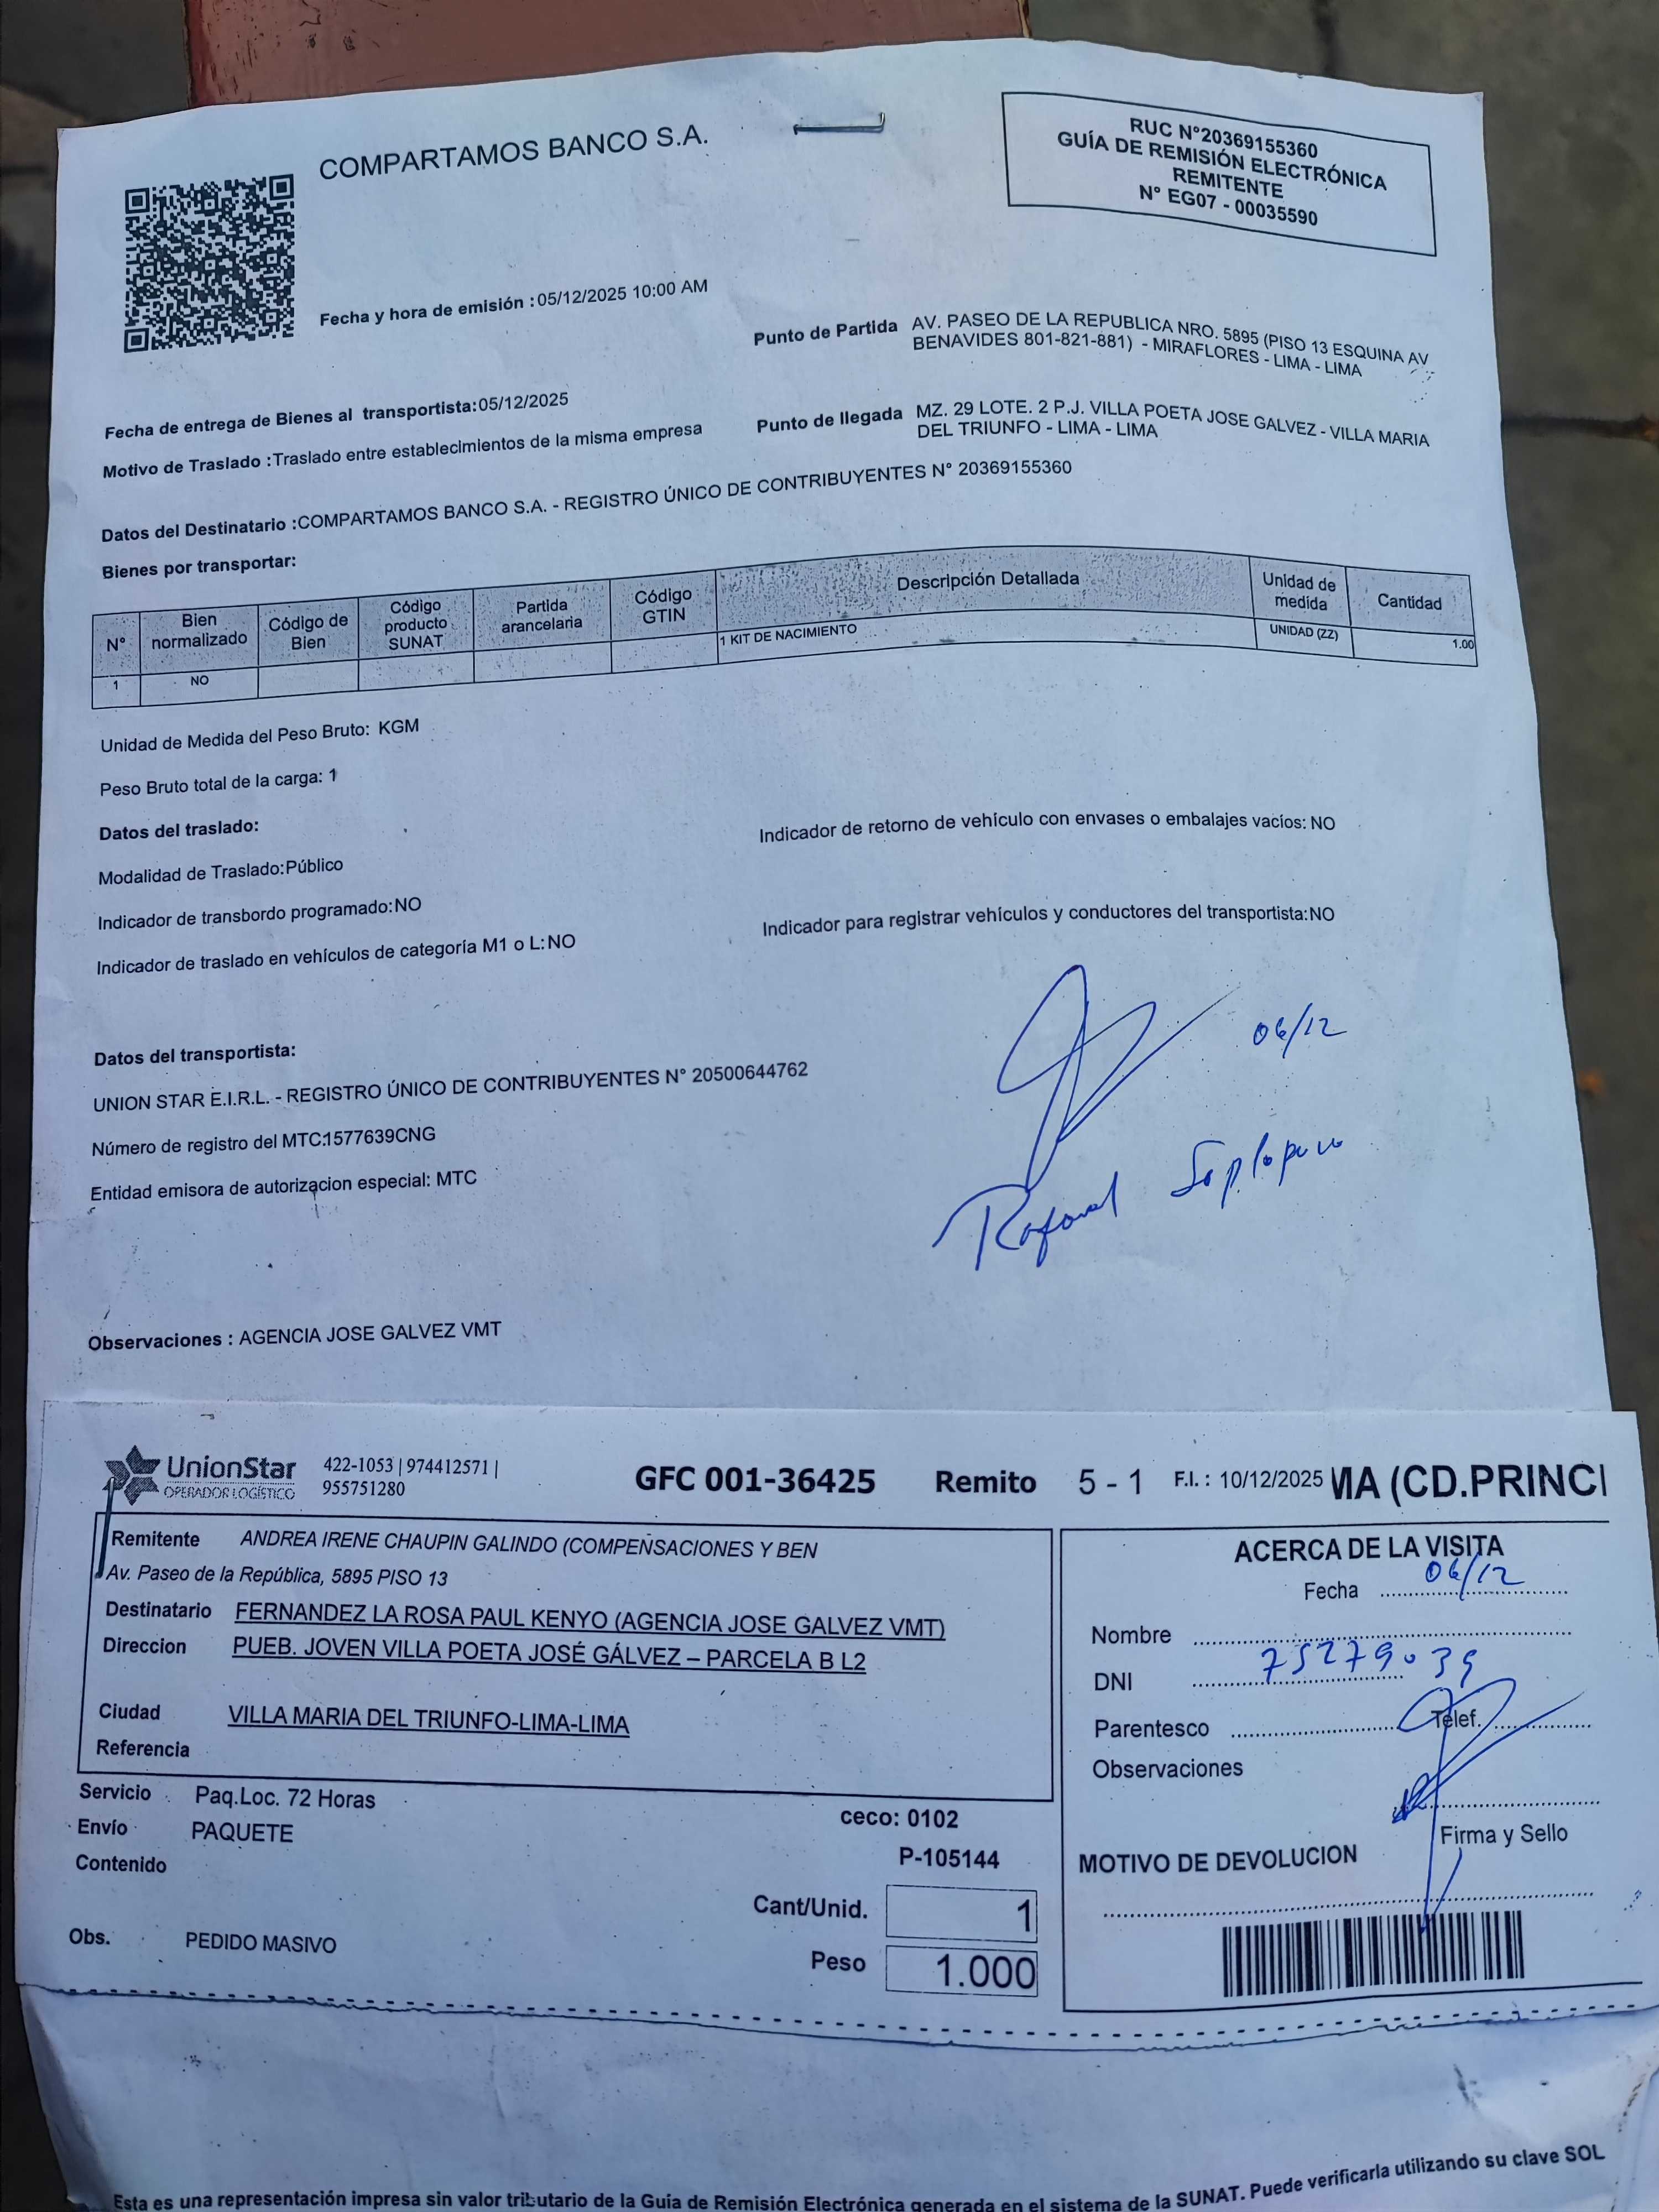 COMPARTAMOS BANCO S.A.
RUC N°20369155360
GUÍA DE REMISIÓN ELECTRÓNICA
REMITENTE
N° EG07 - 00035590
Fecha y hora de emisión :05/12/2025 10:00 AM
Punto de Partida AV. PASEO DE LA REPUBLICA NRO. 5895 (PISO 13 ESQUINA AV
BENAVIDES 801-821-881) - MIRAFLORES - LIMA - LIMA
Fecha de entrega de Bienes al transportista:05/12/2025
Punto de llegada MZ. 29 LOTE. 2 P.J. VILLA POETA JOSE GALVEZ - VILLA MARIA
DEL TRIUNFO - LIMA - LIMA
Motivo de Traslado :Traslado entre establecimientos de la misma empresa
Datos del Destinatario :COMPARTAMOS BANCO S.A. - REGISTRO ÚNICO DE CONTRIBUYENTES N° 20369155360
Bienes por transportar:
N° Bien normalizado Código de Bien Código producto SUNAT Partida arancelaria Código GTIN Descripción Detallada Unidad de medida Cantidad
1 NO 1 KIT DE NACIMIENTO UNIDAD (ZZ) 1.00
Unidad de Medida del Peso Bruto: KGM
Peso Bruto total de la carga: 1
Datos del traslado:
Indicador de retorno de vehículo con envases o embalajes vacíos: NO
Modalidad de Traslado:Público
Indicador de transbordo programado:NO
Indicador para registrar vehículos y conductores del transportista:NO
Indicador de traslado en vehículos de categoría M1 o L:NO
06/12
Datos del transportista:
UNION STAR E.I.R.L. - REGISTRO ÚNICO DE CONTRIBUYENTES N° 20500644762
Número de registro del MTC:1577639CNG
Entidad emisora de autorizacion especial: MTC
Rafael
Observaciones : AGENCIA JOSE GALVEZ VMT
UnionStar
OPERADOR LOGÍSTICO
422-1053 | 974412571 |
955751280
GFC 001-36425 Remito 5 - 1 F.I. : 10/12/2025 MA (CD.PRINCI
Remitente ANDREA IRENE CHAUPIN GALINDO (COMPENSACIONES Y BEN
Av. Paseo de la República, 5895 PISO 13
Destinatario FERNANDEZ LA ROSA PAUL KENYO (AGENCIA JOSE GALVEZ VMT)
Direccion PUEB. JOVEN VILLA POETA JOSÉ GÁLVEZ – PARCELA B L2
Ciudad VILLA MARIA DEL TRIUNFO-LIMA-LIMA
Referencia
Servicio Paq.Loc. 72 Horas
Envío PAQUETE
Contenido
ceco: 0102
P-105144
Cant/Unid. 1
Peso 1.000
Obs. PEDIDO MASIVO
ACERCA DE LA VISITA
Fecha 06/12
Nombre
DNI 75279039
Parentesco Telef.
Observaciones
Firma y Sello
MOTIVO DE DEVOLUCION
Esta es una representación impresa sin valor tributario de la Guía de Remisión Electrónica generada en el sistema de la SUNAT. Puede verificarla utilizando su clave SOL